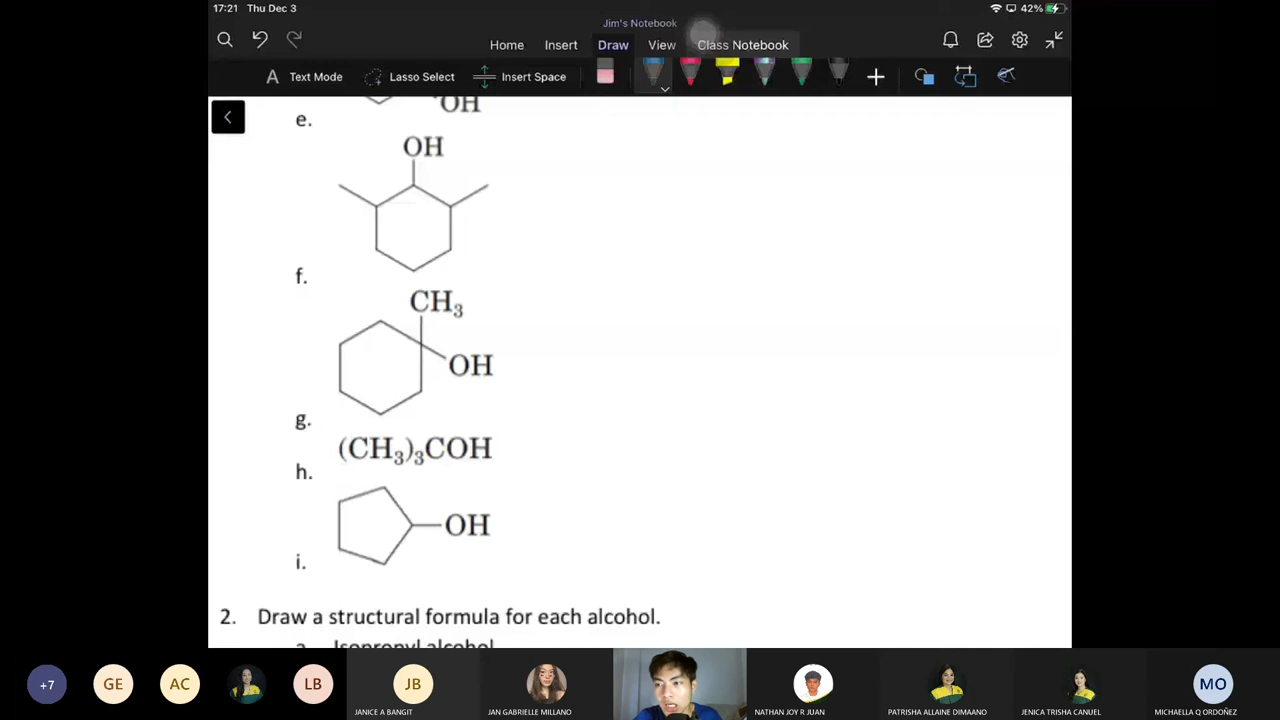 17:21 Thu Dec 3
42%
Jim's Notebook
Home Insert Draw View Class Notebook
A Text Mode Lasso Select Insert Space
OH
e.
OH
f.
CH₃
OH
g.
(CH₃)₃COH
h.
OH
i.
2. Draw a structural formula for each alcohol.
a. Isopropyl alcohol
+7 GE AC LB JB MO
JANICE A BANGIT JAN GABRIELLE MILLANO NATHAN JOY R JUAN PATRISHA ALLAINE DIMAANO JENICA TRISHA CANUEL MICHAELLA Q ORDOÑEZ